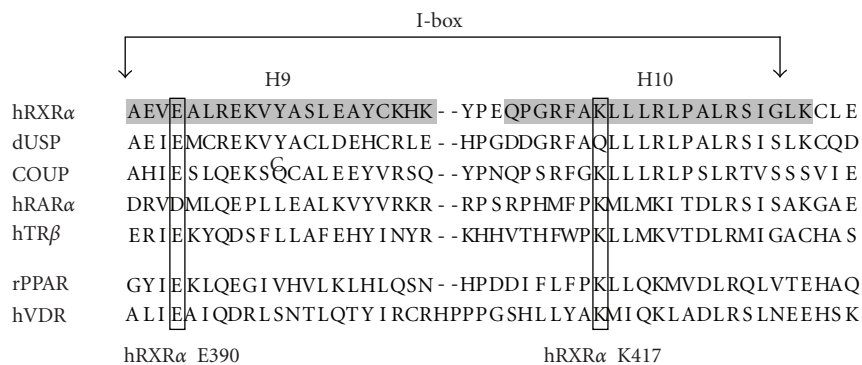 I-box
H9 H10
hRXRα AEVEALREKVYASLEAYCKHK--YPEQPGRFAKLLLRLPALRSIGLKCLE
dUSP AEIEMCREKVYACLDEHCRLE--HPGDDGRFAQLLLRLPALRSISLKCQD
COUP AHIESLQEKSQCALEEYVRSQ--YPNQPSRFGKLLLRLPSLRTVSSSVIE
hRARα DRVDMLQEPLLEALKVYVRKR--RPSRPHMFPKMLMKITDLRSISAKGAE
hTRβ ERIEKYQDSFLLAFEHYINYR--KHHVTHFWPKLLMKVTDLRMIGACHAS
rPPAR GYIEKLQEGIVHVLKLHLQSN--HPDDIFLFPKLLQKMVDLRQLVTEHAQ
hVDR ALIEAIQDRLSNTLQTYIRCRHPPPGSHLLYAKMIQKLADLRSLNEEHSK
hRXRα E390 hRXRα K417